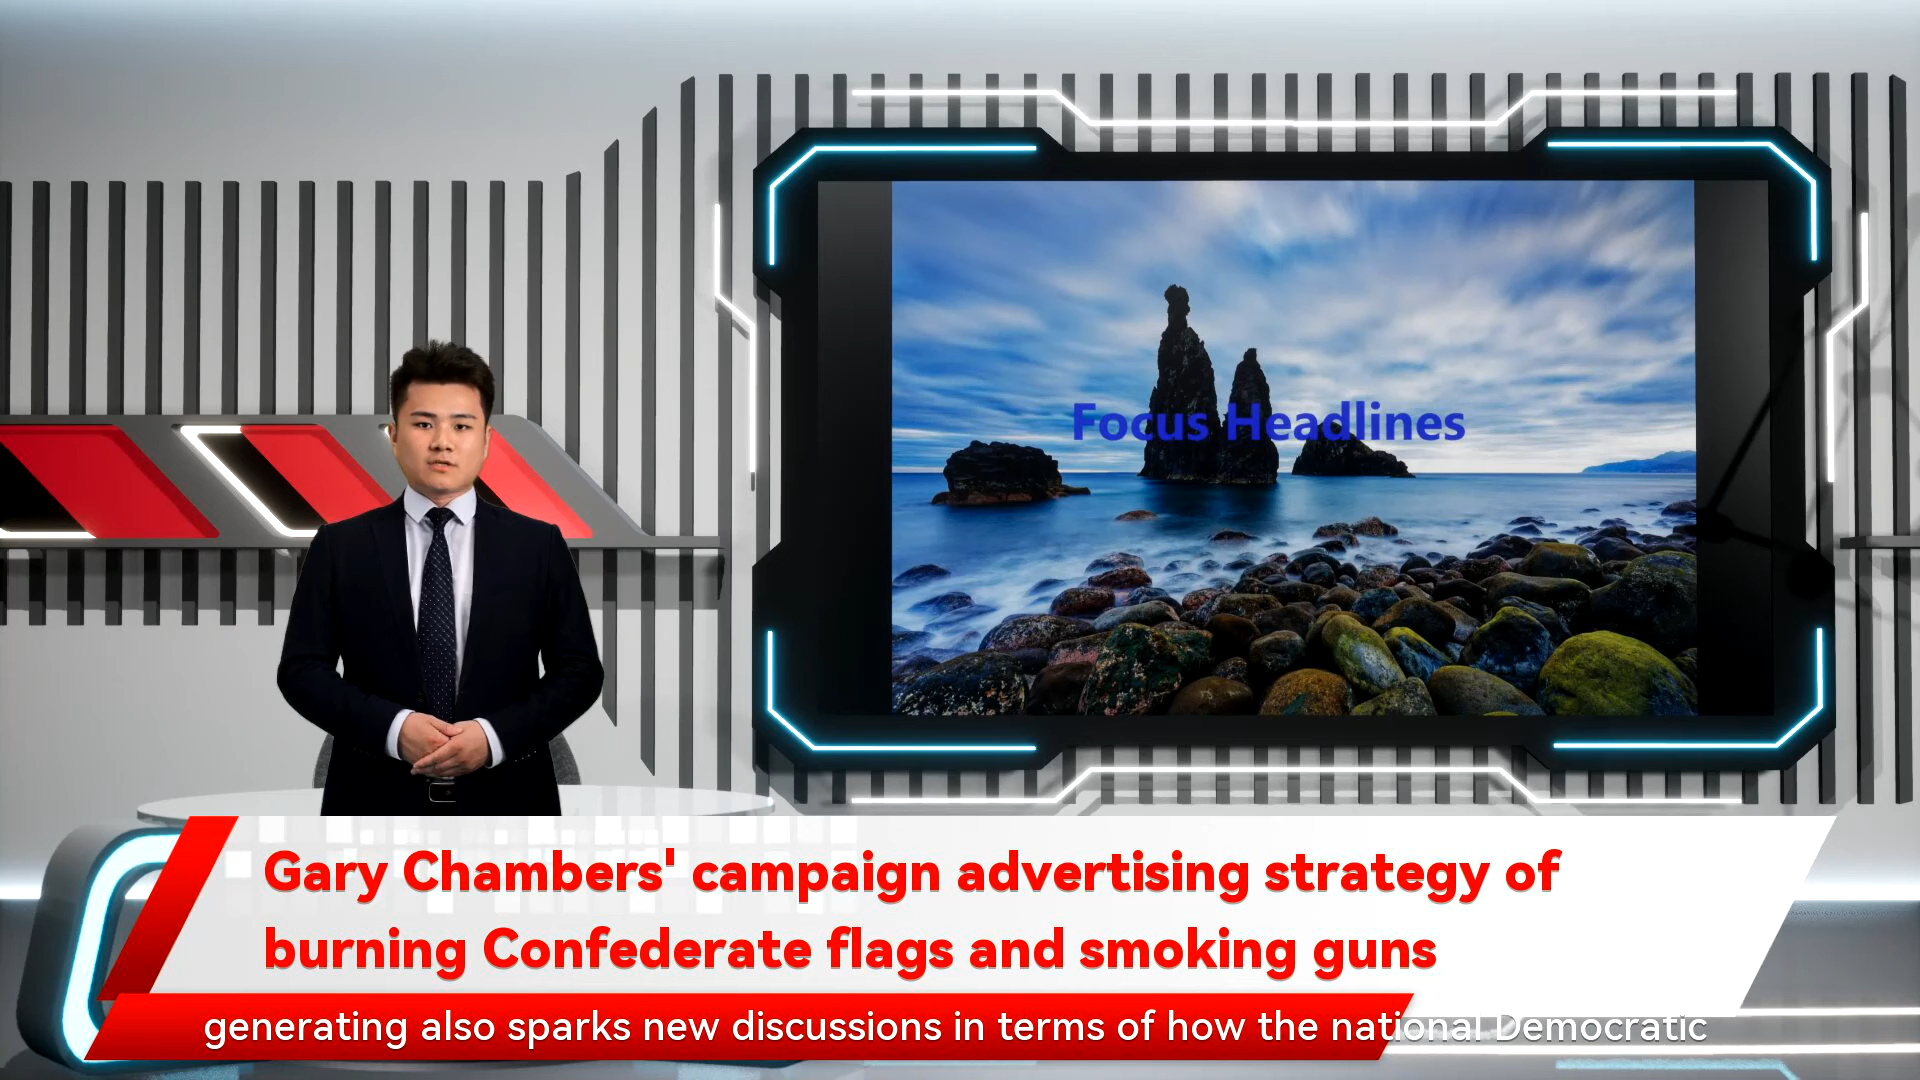 Focus Headlines
Gary Chambers' campaign advertising strategy of
burning Confederate flags and smoking guns
generating also sparks new discussions in terms of how the national Democratic